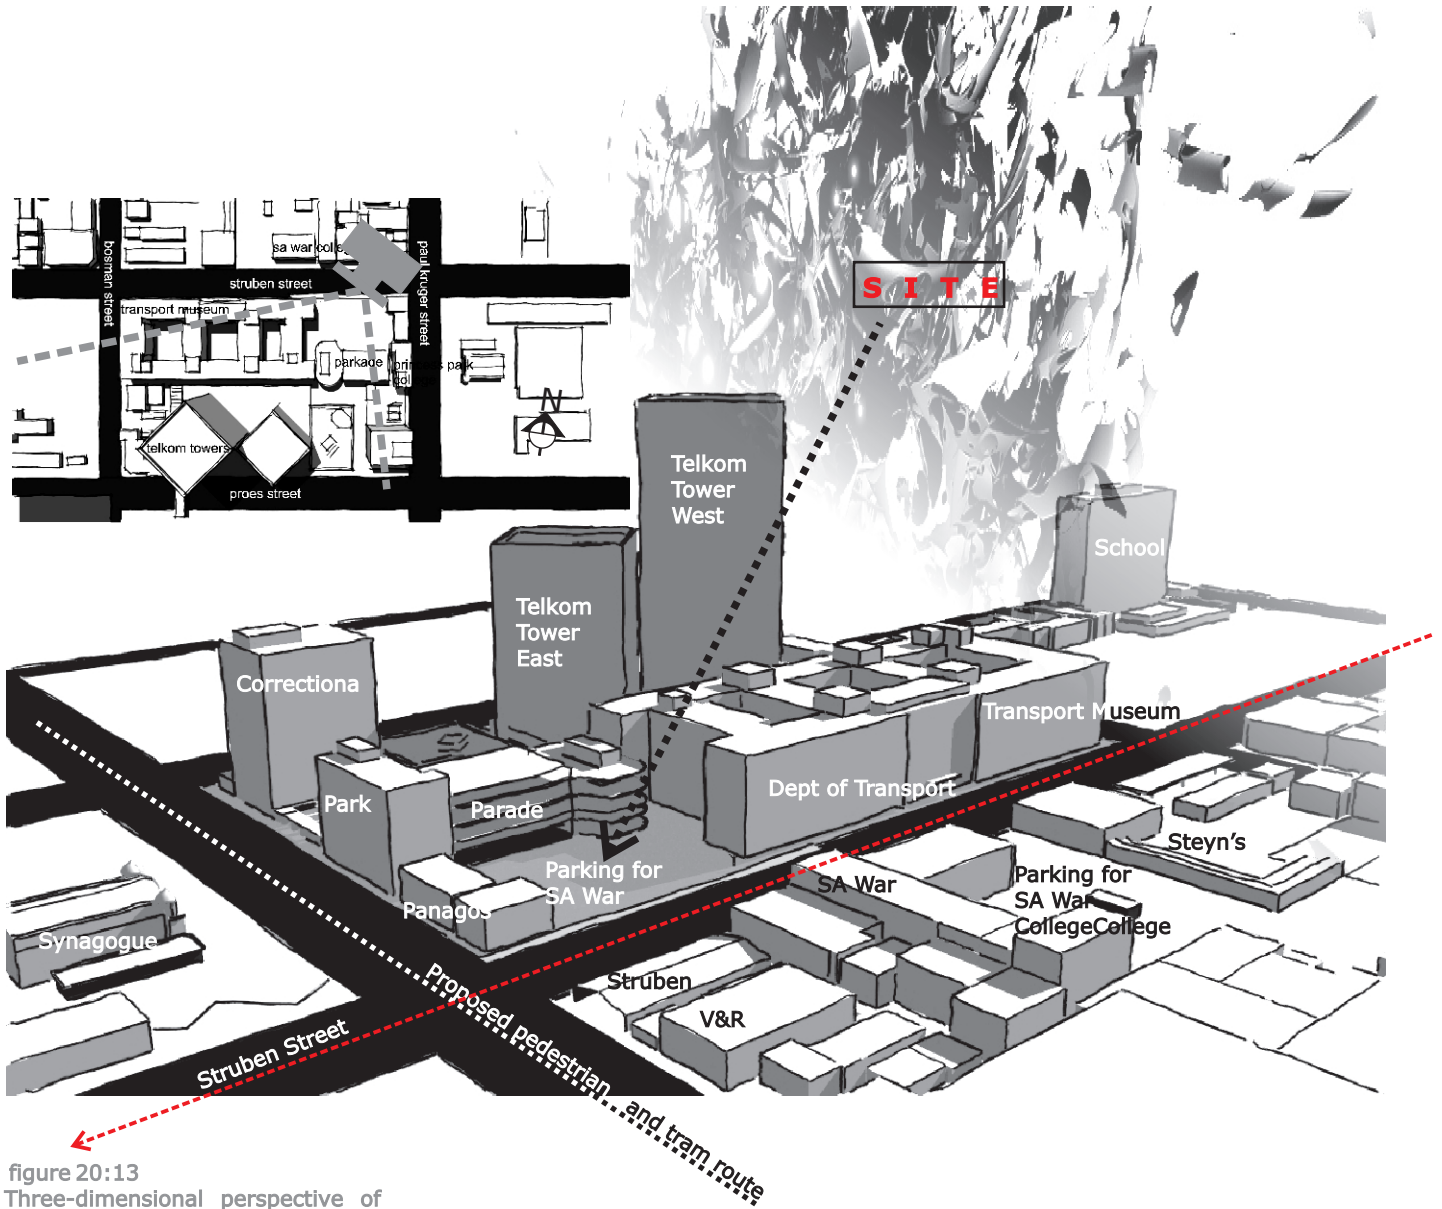 sa war colleg
bosman street
paul kruger street
struben street
transport museum
parkade
princess park
college
telkom towers
proes street
N
S I T E
Telkom
Tower
West
School
Telkom
Tower
East
Correctiona
Transport Museum
Park
Parade
Dept of Transport
Steyn's
Parking for
SA War
SA War
Parking for
SA War
CollegeCollege
Panagos
Synagogue
Struben
V&R
Proposed pedestrian and tram route
Struben Street
figure 20:13
Three-dimensional perspective of